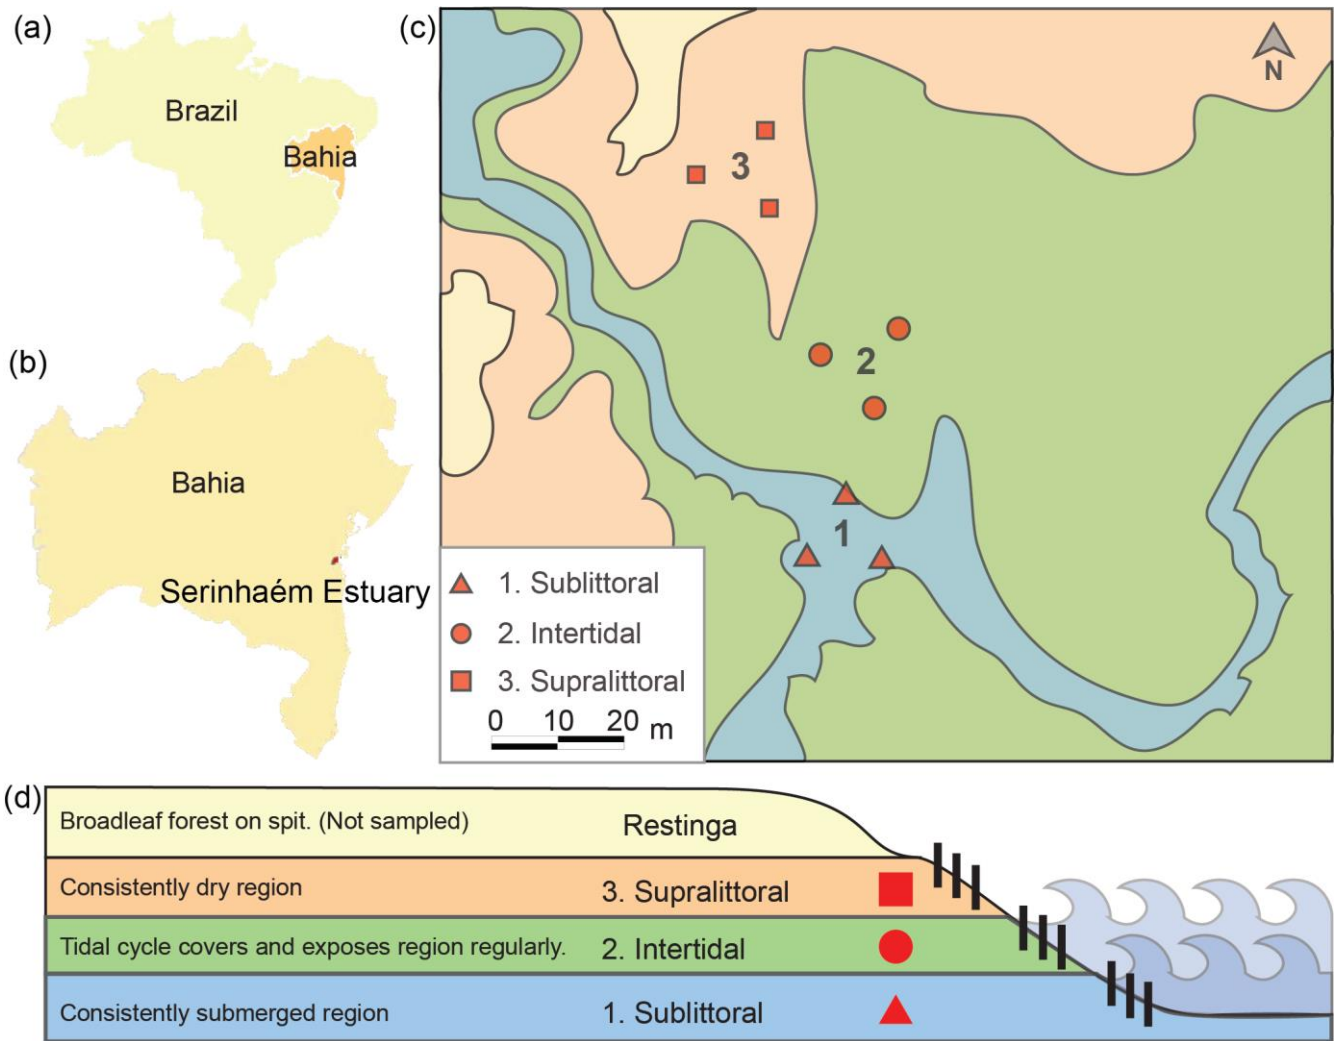 (a)
Brazil
Bahia
(b)
Bahia
Serinhaém Estuary
(c)
N
3
2
1
1. Sublittoral
2. Intertidal
3. Supralittoral
0 10 20 m
(d)
Broadleaf forest on spit. (Not sampled) Restinga
Consistently dry region 3. Supralittoral
Tidal cycle covers and exposes region regularly. 2. Intertidal
Consistently submerged region 1. Sublittoral